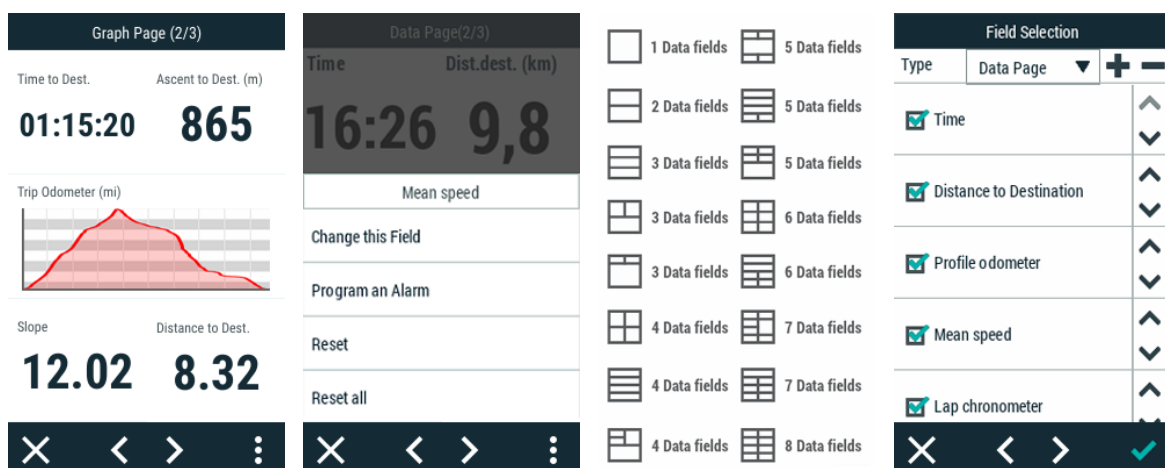 Graph Page (2/3)
Time to Dest. Ascent to Dest. (m)
01:15:20 865
Trip Odometer (mi)
Slope Distance to Dest.
12.02 8.32
Data Page(2/3)
Time Dist.dest. (km)
16:26 9,8
Mean speed
Change this Field
Program an Alarm
Reset
Reset all
1 Data fields 5 Data fields
2 Data fields 5 Data fields
3 Data fields 5 Data fields
3 Data fields 6 Data fields
3 Data fields 6 Data fields
4 Data fields 7 Data fields
4 Data fields 7 Data fields
4 Data fields 8 Data fields
Field Selection
Type Data Page
Time
Distance to Destination
Profile odometer
Mean speed
Lap chronometer